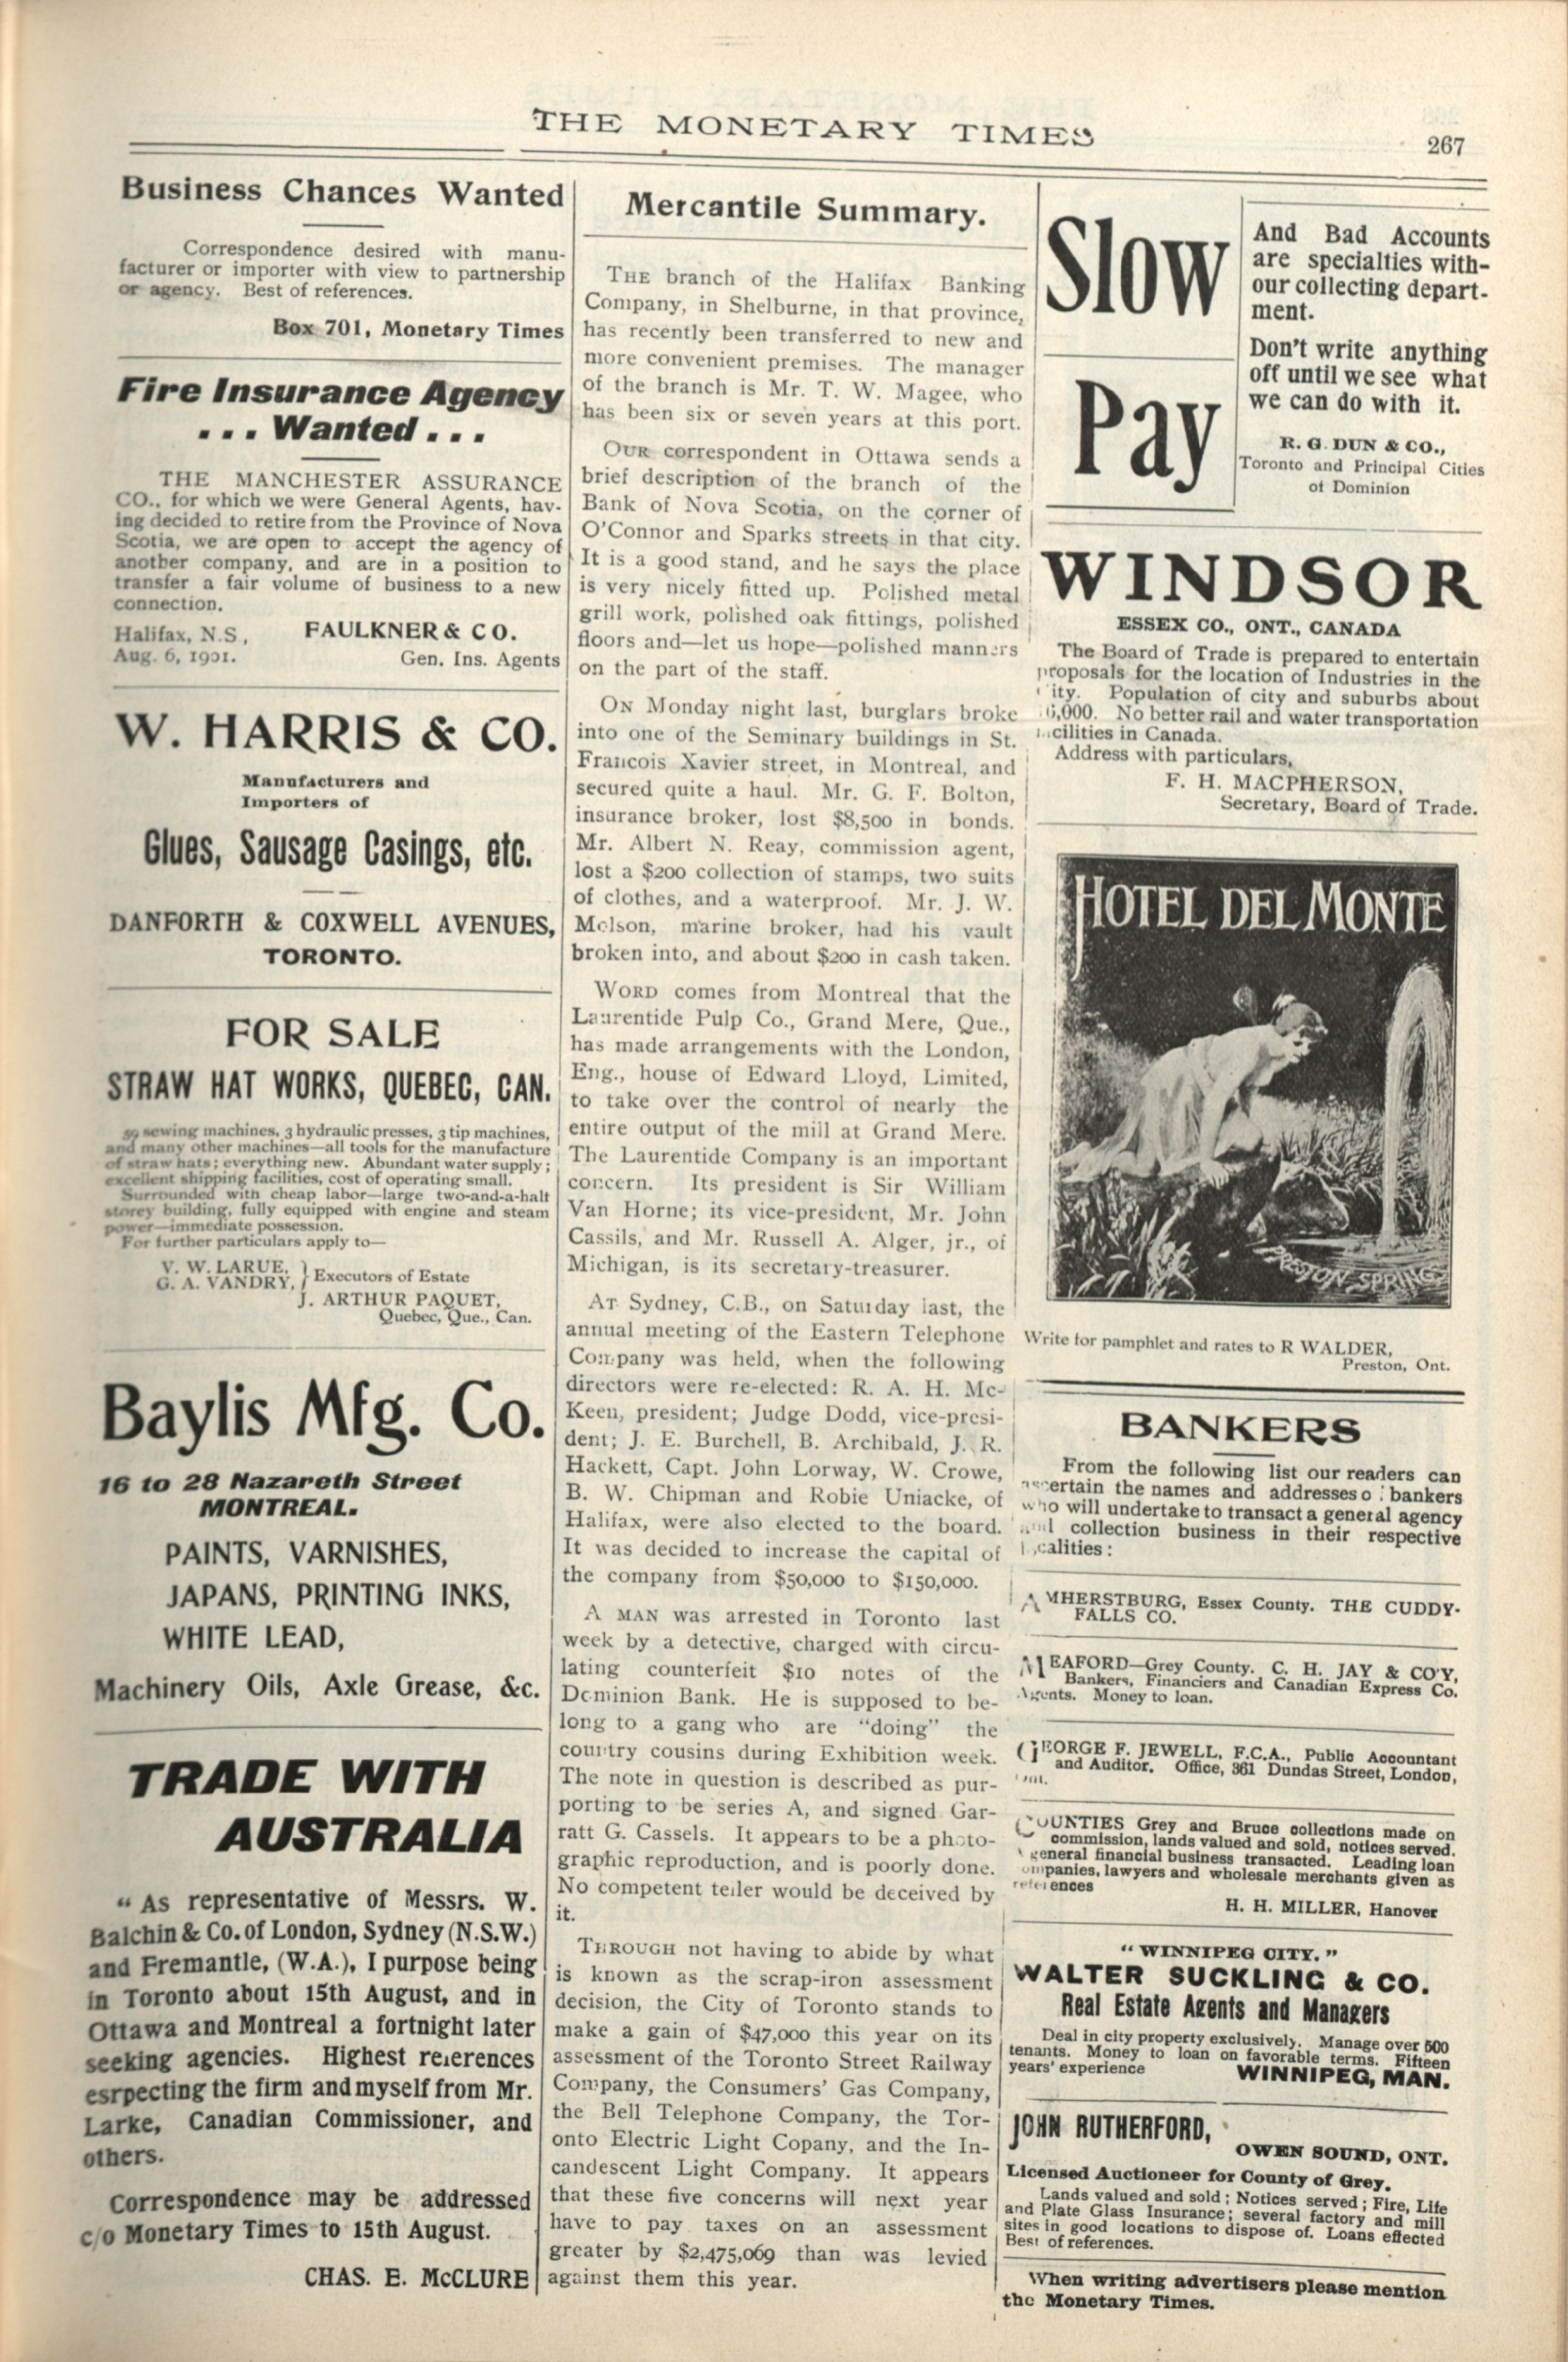 THE MONETARY TIMES
267
Business Chances Wanted
Correspondence desired with manu-
facturer or importer with view to partnership
or agency. Best of references.
Box 701, Monetary Times
Fire Insurance Agency
. . . Wanted . . .
THE MANCHESTER ASSURANCE
CO., for which we were General Agents, hav-
ing decided to retire from the Province of Nova
Scotia, we are open to accept the agency of
another company, and are in a position to
transfer a fair volume of business to a new
connection.
Halifax, N.S., FAULKNER & CO.
Aug. 6, 1901. Gen. Ins. Agents
W. HARRIS & CO.
Manufacturers and
Importers of
Glues, Sausage Casings, etc.
DANFORTH & COXWELL AVENUES,
TORONTO.
FOR SALE
STRAW HAT WORKS, QUEBEC, CAN.
sewing machines, 3 hydraulic presses, 3 tip machines,
and many other machines—all tools for the manufacture
of straw hats; everything new. Abundant water supply;
excellent shipping facilities, cost of operating small.
Surrounded with cheap labor—large two-and-a-halt
storey building, fully equipped with engine and steam
power—immediate possession.
For further particulars apply to—
V. W. LARUE, } Executors of Estate
G. A. VANDRY,
J. ARTHUR PAQUET,
Quebec, Que., Can.
Baylis Mfg. Co.
16 to 28 Nazareth Street
MONTREAL.
PAINTS, VARNISHES,
JAPANS, PRINTING INKS,
WHITE LEAD,
Machinery Oils, Axle Grease, &c.
TRADE WITH
AUSTRALIA
“ As representative of Messrs. W.
Balchin & Co. of London, Sydney (N.S.W.)
and Fremantle, (W.A.), I purpose being
in Toronto about 15th August, and in
Ottawa and Montreal a fortnight later
seeking agencies. Highest references
esrpecting the firm and myself from Mr.
Larke, Canadian Commissioner, and
others.
Correspondence may be addressed
c/o Monetary Times to 15th August.
CHAS. E. McCLURE
Mercantile Summary.
THE branch of the Halifax Banking
Company, in Shelburne, in that province,
has recently been transferred to new and
more convenient premises. The manager
of the branch is Mr. T. W. Magee, who
has been six or seven years at this port.
OUR correspondent in Ottawa sends a
brief description of the branch of the
Bank of Nova Scotia, on the corner of
O'Connor and Sparks streets in that city.
It is a good stand, and he says the place
is very nicely fitted up. Polished metal
grill work, polished oak fittings, polished
floors and—let us hope—polished manners
on the part of the staff.
ON Monday night last, burglars broke
into one of the Seminary buildings in St.
Francois Xavier street, in Montreal, and
secured quite a haul. Mr. G. F. Bolton,
insurance broker, lost $8,500 in bonds.
Mr. Albert N. Reay, commission agent,
lost a $200 collection of stamps, two suits
of clothes, and a waterproof. Mr. J. W.
Molson, marine broker, had his vault
broken into, and about $200 in cash taken.
WORD comes from Montreal that the
Laurentide Pulp Co., Grand Mere, Que.,
has made arrangements with the London,
Eng., house of Edward Lloyd, Limited,
to take over the control of nearly the
entire output of the mill at Grand Mere.
The Laurentide Company is an important
concern. Its president is Sir William
Van Horne; its vice-president, Mr. John
Cassils, and Mr. Russell A. Alger, jr., of
Michigan, is its secretary-treasurer.
AT Sydney, C.B., on Saturday last, the
annual meeting of the Eastern Telephone
Company was held, when the following
directors were re-elected: R. A. H. Mc-
Keen, president; Judge Dodd, vice-presi-
dent; J. E. Burchell, B. Archibald, J. R.
Hackett, Capt. John Lorway, W. Crowe,
B. W. Chipman and Robie Uniacke, of
Halifax, were also elected to the board.
It was decided to increase the capital of
the company from $50,000 to $150,000.
A MAN was arrested in Toronto last
week by a detective, charged with circu-
lating counterfeit $10 notes of the
Dominion Bank. He is supposed to be-
long to a gang who are “doing” the
country cousins during Exhibition week.
The note in question is described as pur-
porting to be series A, and signed Gar-
ratt G. Cassels. It appears to be a photo-
graphic reproduction, and is poorly done.
No competent teller would be deceived by
it.
THROUGH not having to abide by what
is known as the scrap-iron assessment
decision, the City of Toronto stands to
make a gain of $47,000 this year on its
assessment of the Toronto Street Railway
Company, the Consumers' Gas Company,
the Bell Telephone Company, the Tor-
onto Electric Light Copany, and the In-
candescent Light Company. It appears
that these five concerns will next year
have to pay taxes on an assessment
greater by $2,475,069 than was levied
against them this year.
Slow
Pay
And Bad Accounts
are specialties with-
our collecting depart-
ment.
Don't write anything
off until we see what
we can do with it.
R. G. DUN & CO.,
Toronto and Principal Cities
of Dominion
WINDSOR
ESSEX CO., ONT., CANADA
The Board of Trade is prepared to entertain
proposals for the location of Industries in the
ity. Population of city and suburbs about
6,000. No better rail and water transportation
cilities in Canada.
Address with particulars,
F. H. MACPHERSON,
Secretary, Board of Trade.
HOTEL DEL MONTE
PRESTON SPRINGS
Write for pamphlet and rates to R WALDER,
Preston, Ont.
BANKERS
From the following list our readers can
ascertain the names and addresses o: bankers
who will undertake to transact a general agency
and collection business in their respective
calities:
AMHERSTBURG, Essex County. THE CUDDY-
FALLS CO.
MEAFORD—Grey County. C. H. JAY & CO'Y,
Bankers, Financiers and Canadian Express Co.
Agents. Money to loan.
GEORGE F. JEWELL, F.C.A., Public Accountant
and Auditor. Office, 361 Dundas Street, London,
Ont.
COUNTIES Grey and Bruce collections made on
commission, lands valued and sold, notices served.
general financial business transacted. Leading loan
companies, lawyers and wholesale merchants given as
references
H. H. MILLER, Hanover
“ WINNIPEG CITY. ”
WALTER SUCKLING & CO.
Real Estate Agents and Managers
Deal in city property exclusively. Manage over 500
tenants. Money to loan on favorable terms. Fifteen
years' experience WINNIPEG, MAN.
JOHN RUTHERFORD,
OWEN SOUND, ONT.
Licensed Auctioneer for County of Grey.
Lands valued and sold; Notices served; Fire, Life
and Plate Glass Insurance; several factory and mill
sites in good locations to dispose of. Loans effected
Best of references.
When writing advertisers please mention
the Monetary Times.